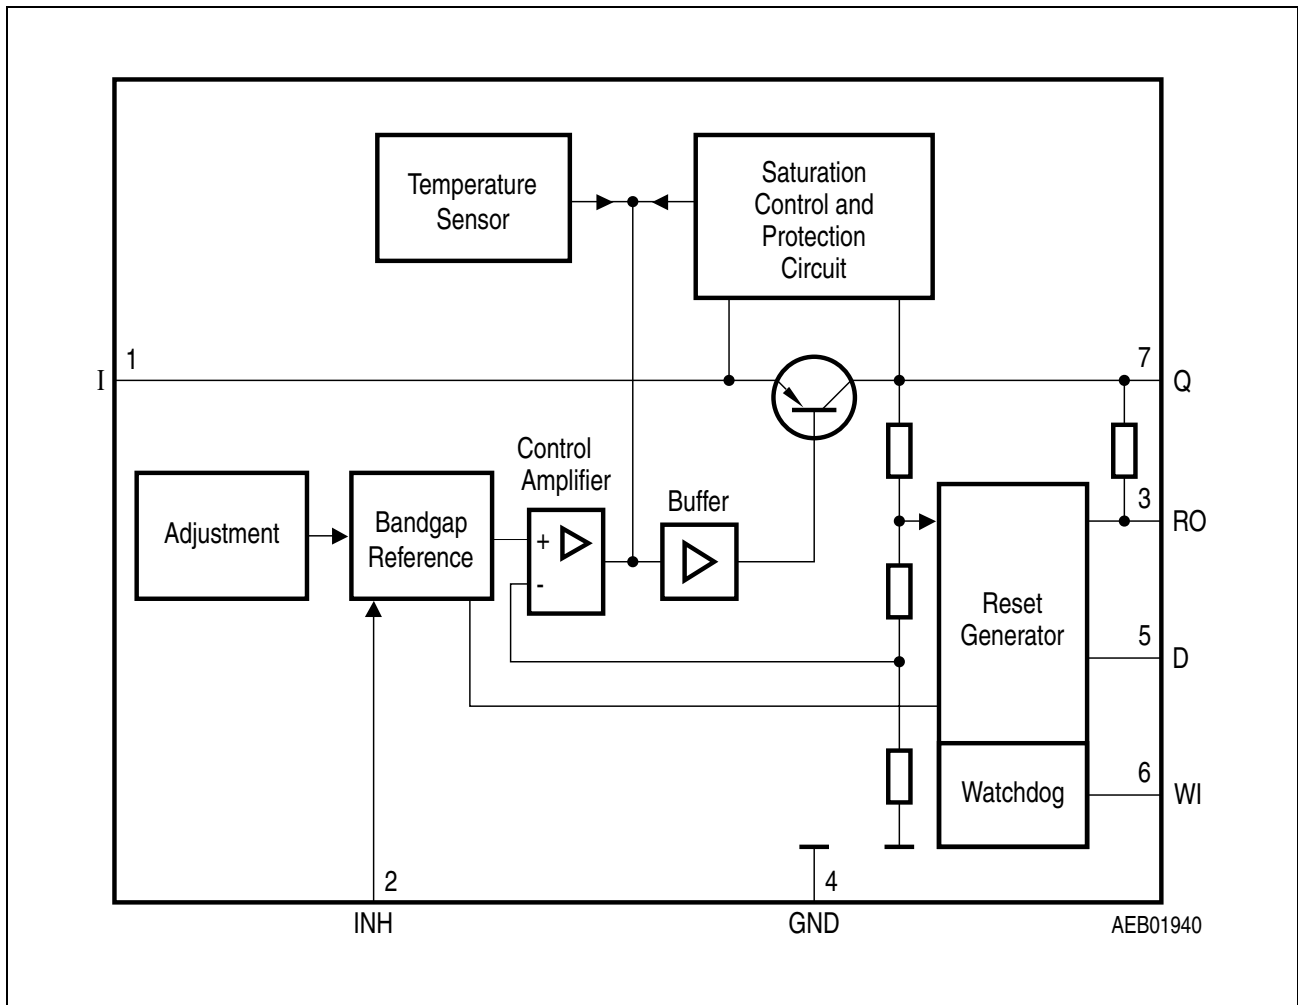 Temperature
Sensor
Saturation
Control and
Protection
Circuit
1
7
I
Q
Control
Amplifier
Buffer
3
RO
Adjustment
Bandgap
Reference
+
-
Reset
Generator
5
D
6
Watchdog
WI
2
4
INH
GND
AEB01940